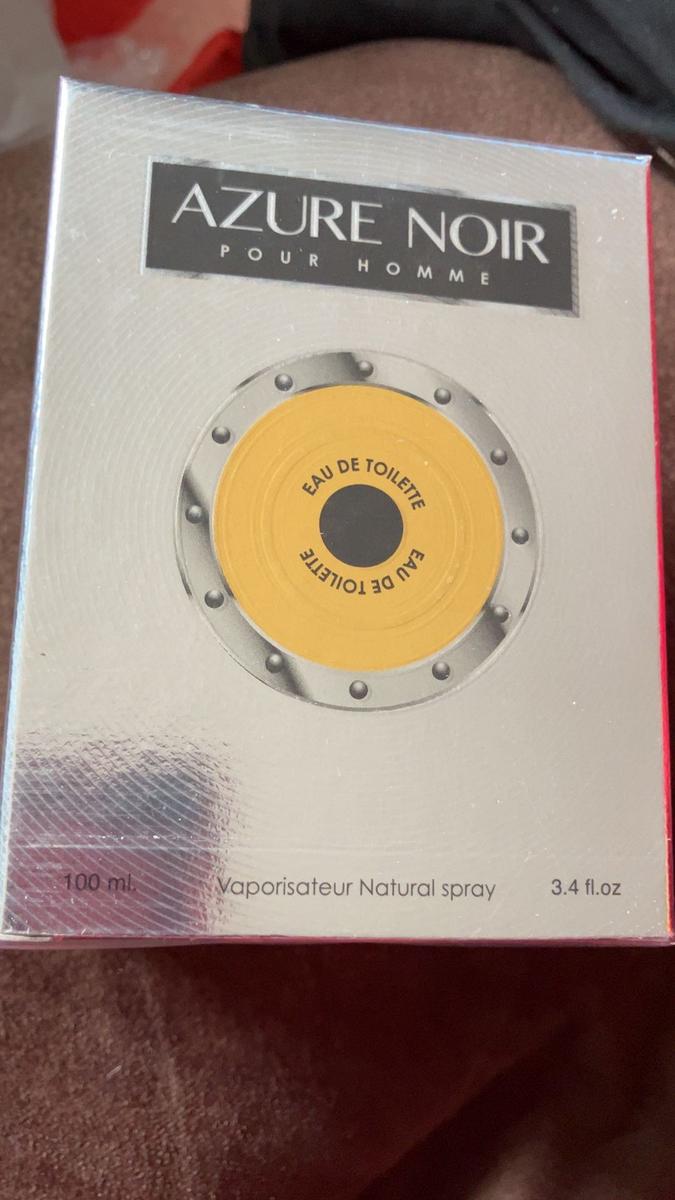 AZURE NOIR
POUR HOMME
EAU DE TOILETTE
EAU DE TOILETTE
100 ml.
Vaporisateur Natural spray
3.4 fl.oz